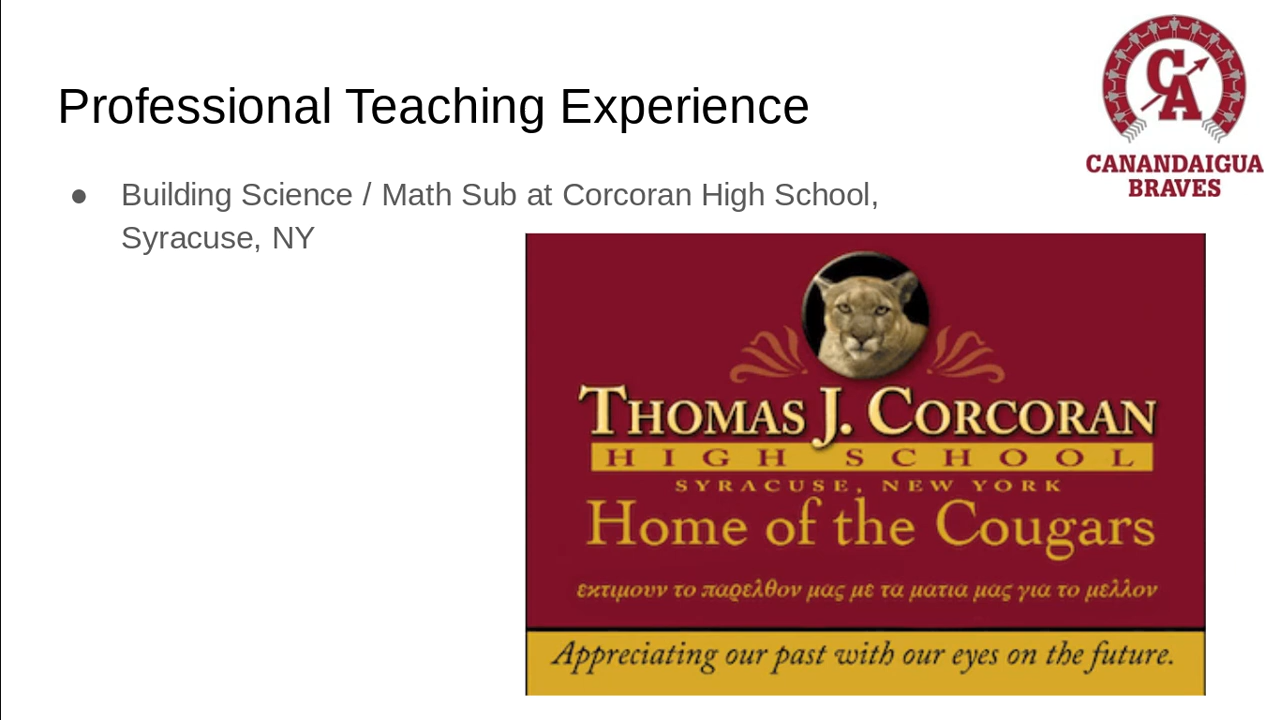 CA
CANANDAIGUA
BRAVES
Professional Teaching Experience
● Building Science / Math Sub at Corcoran High School,
Syracuse, NY
THOMAS J. CORCORAN
HIGH SCHOOL
SYRACUSE, NEW YORK
Home of the Cougars
εκτιμουν το παρελθον μας με τα ματια μας για το μελλον
Appreciating our past with our eyes on the future.